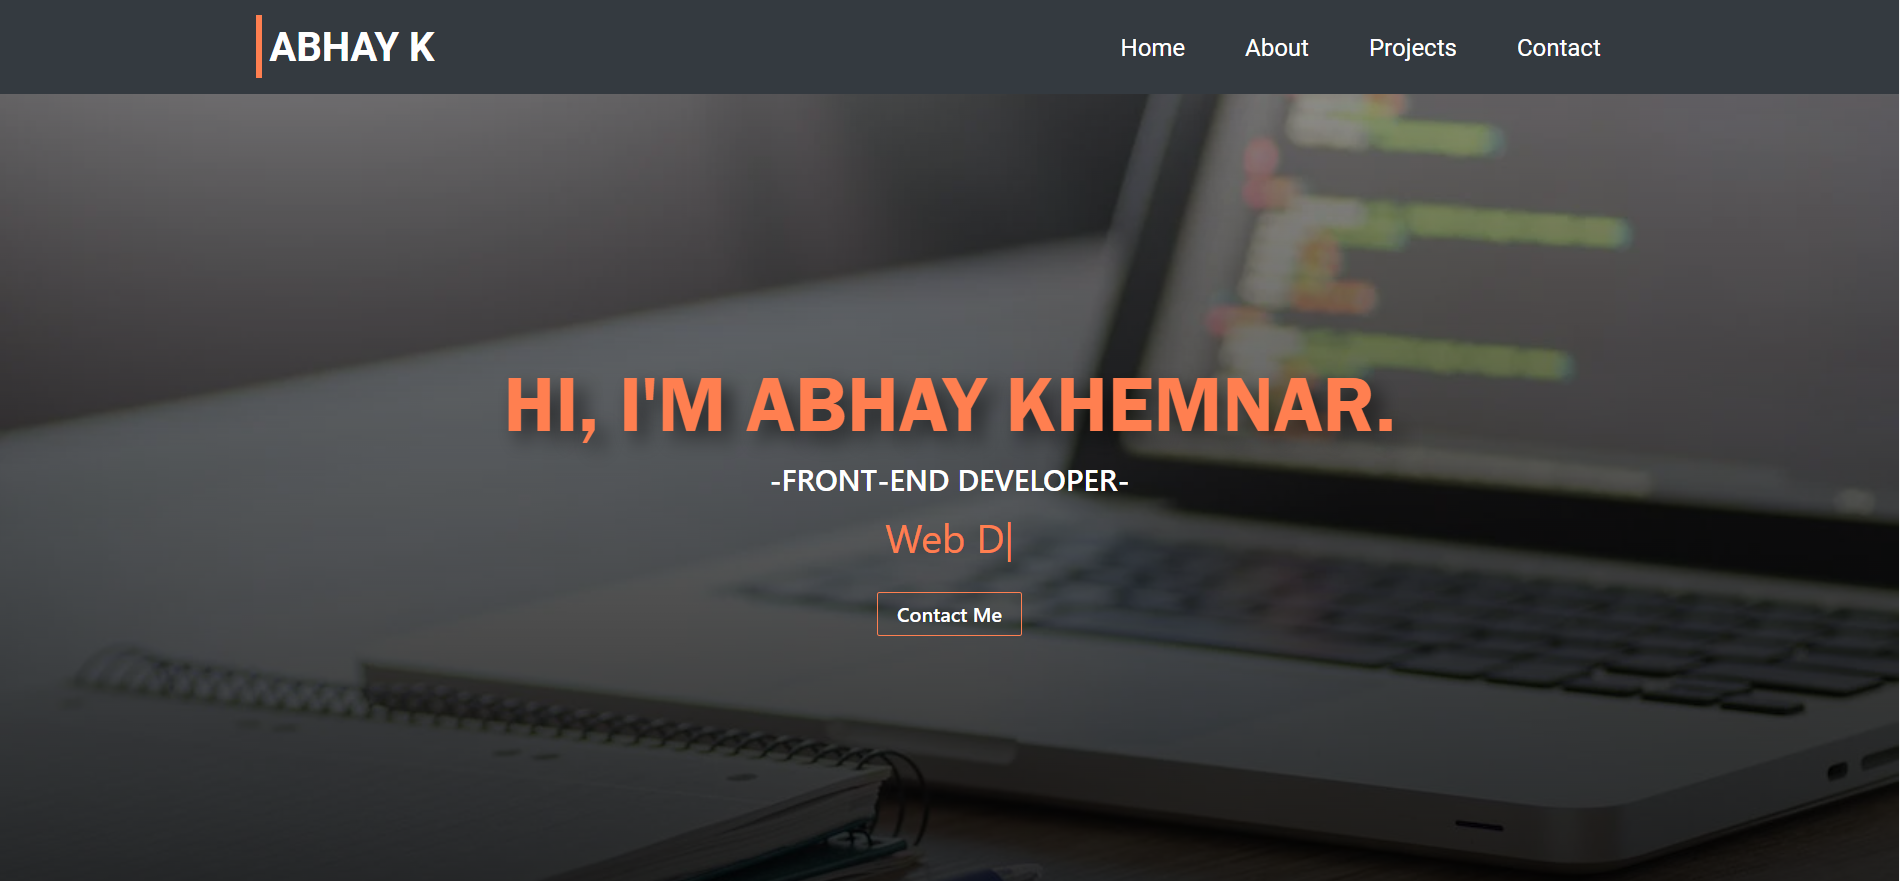 ABHAY K
Home About Projects Contact
HI, I'M ABHAY KHEMNAR.
-FRONT-END DEVELOPER-
Web D|
Contact Me